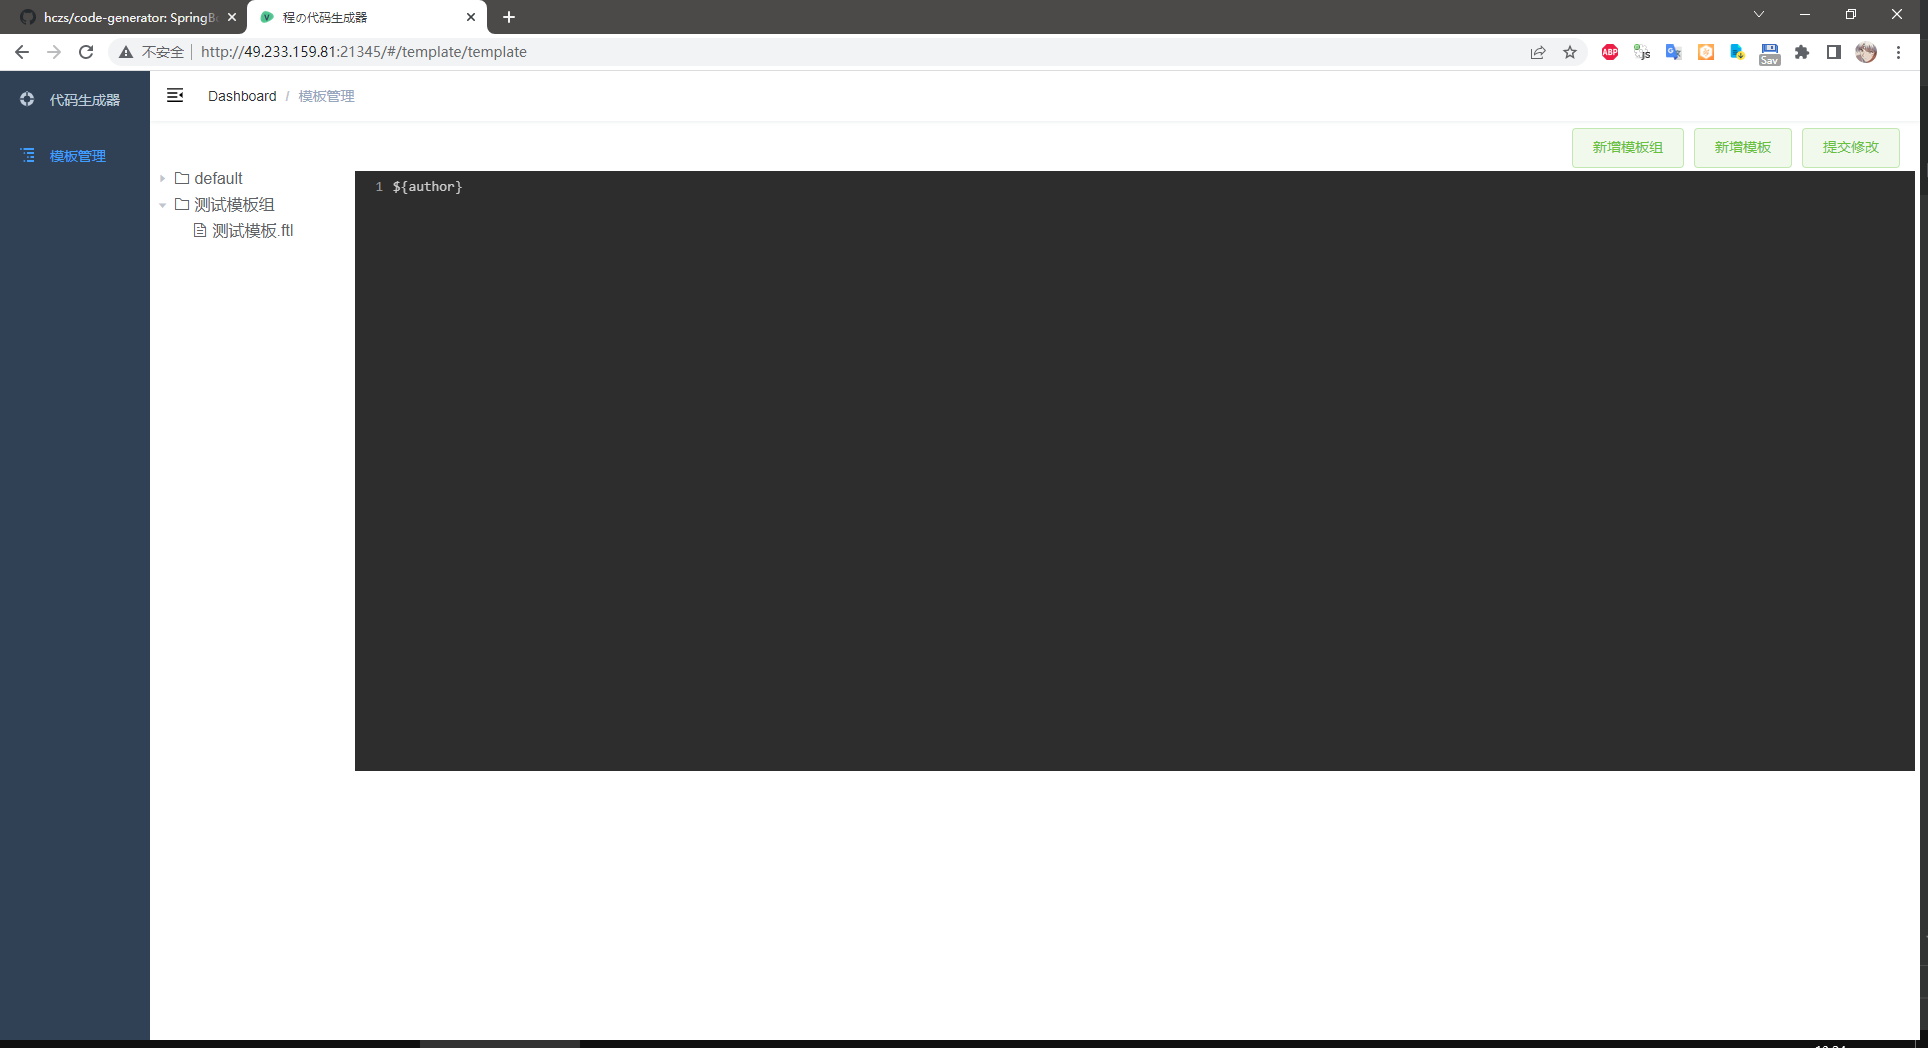 hczs/code-generator: SpringB
程の代码生成器
不安全
http://49.233.159.81:21345/#/template/template
ABP
JS
Sav
代码生成器
模板管理
Dashboard / 模板管理
新增模板组
新增模板
提交修改
default
测试模板组
测试模板.ftl
1 ${author}